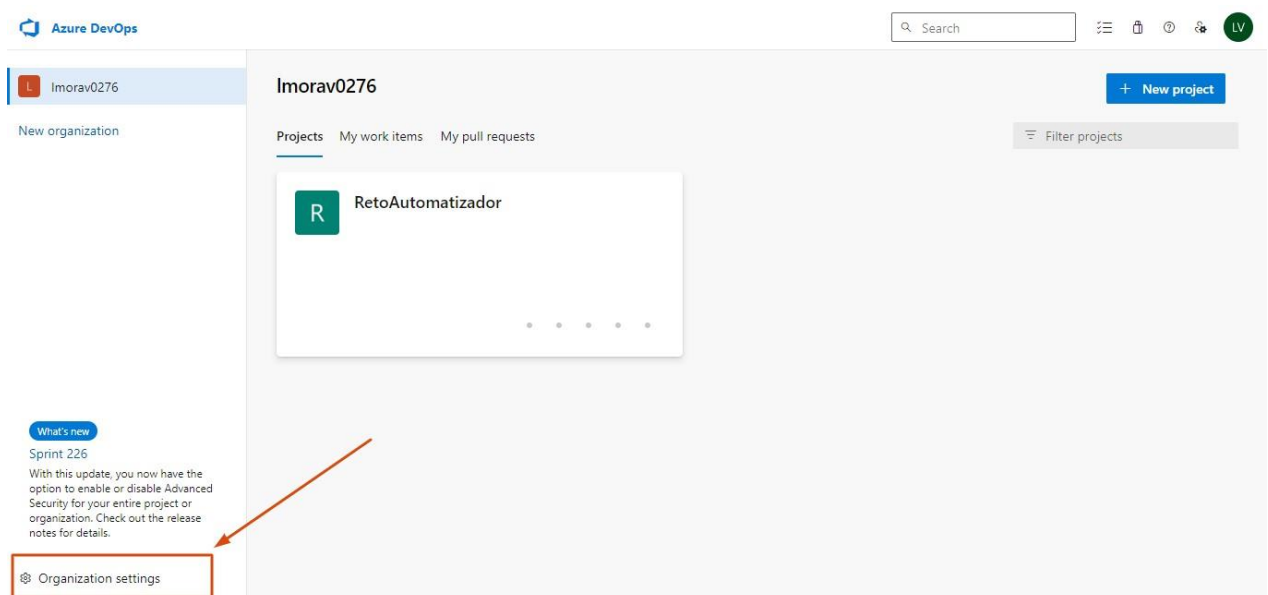 Azure DevOps
Search
LV
L
lmorav0276
New organization
lmorav0276
+ New project
Projects
My work items
My pull requests
Filter projects
R
RetoAutomatizador
What's new
Sprint 226
With this update, you now have the
option to enable or disable Advanced
Security for your entire project or
organization. Check out the release
notes for details.
Organization settings